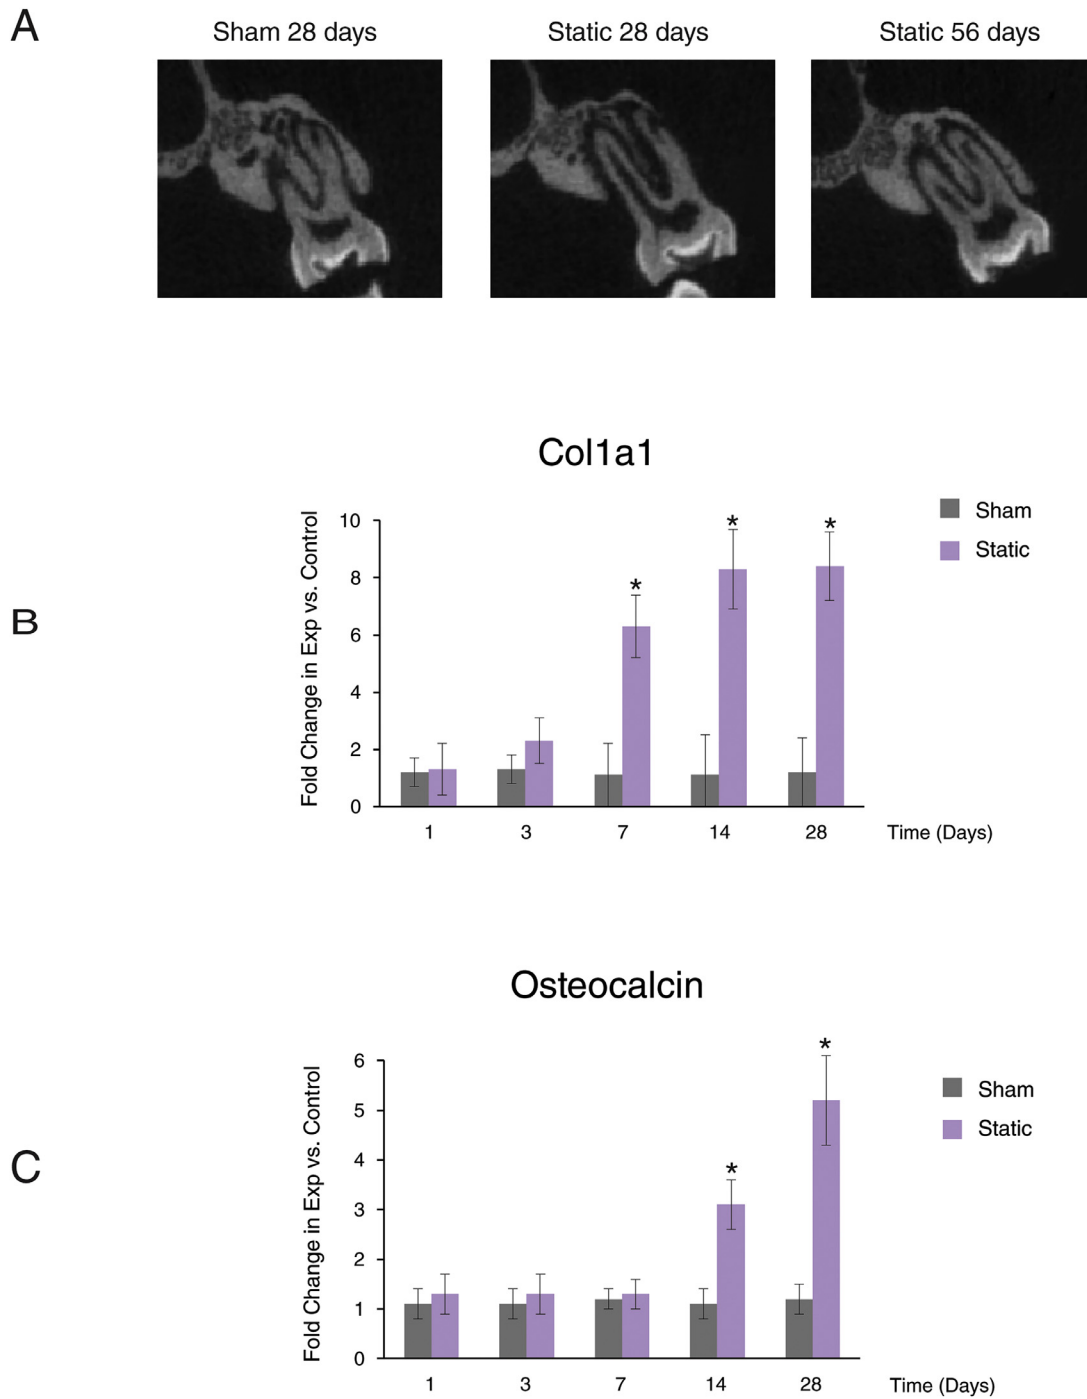 A
Sham 28 days
Static 28 days
Static 56 days
B
Col1a1
Fold Change in Exp vs. Control
10
8
6
4
2
0
*
*
*
1
3
7
14
28
Time (Days)
Sham
Static
C
Osteocalcin
Fold Change in Exp vs. Control
6
5
4
3
2
1
0
*
*
1
3
7
14
28
Time (Days)
Sham
Static